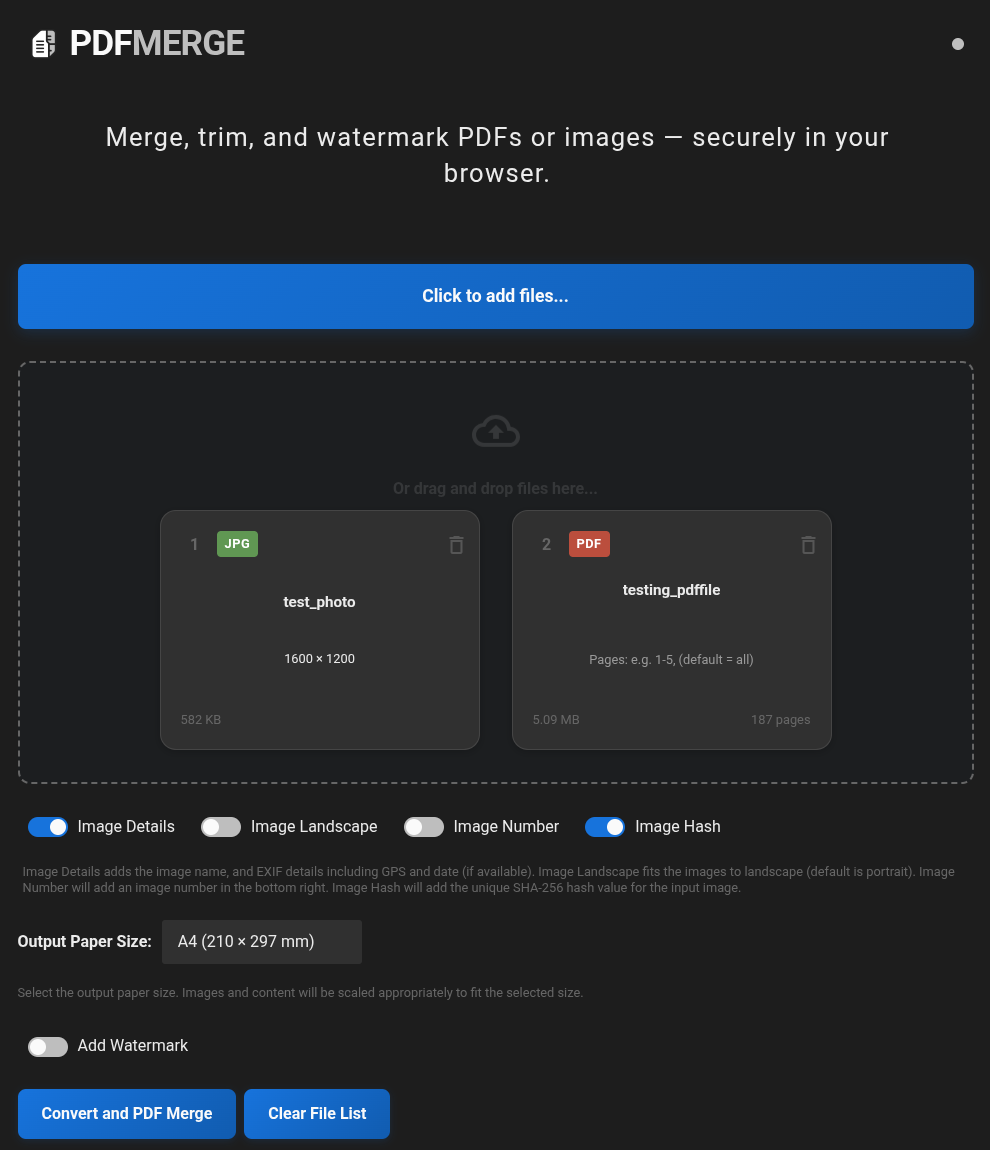 PDFMERGE
Merge, trim, and watermark PDFs or images — securely in your
browser.
Click to add files...
Or drag and drop files here...
1 JPG
test_photo
1600 × 1200
582 KB
2 PDF
testing_pdffile
Pages: e.g. 1-5, (default = all)
5.09 MB 187 pages
Image Details Image Landscape Image Number Image Hash
Image Details adds the image name, and EXIF details including GPS and date (if available). Image Landscape fits the images to landscape (default is portrait). Image
Number will add an image number in the bottom right. Image Hash will add the unique SHA-256 hash value for the input image.
Output Paper Size: A4 (210 × 297 mm)
Select the output paper size. Images and content will be scaled appropriately to fit the selected size.
Add Watermark
Convert and PDF Merge Clear File List